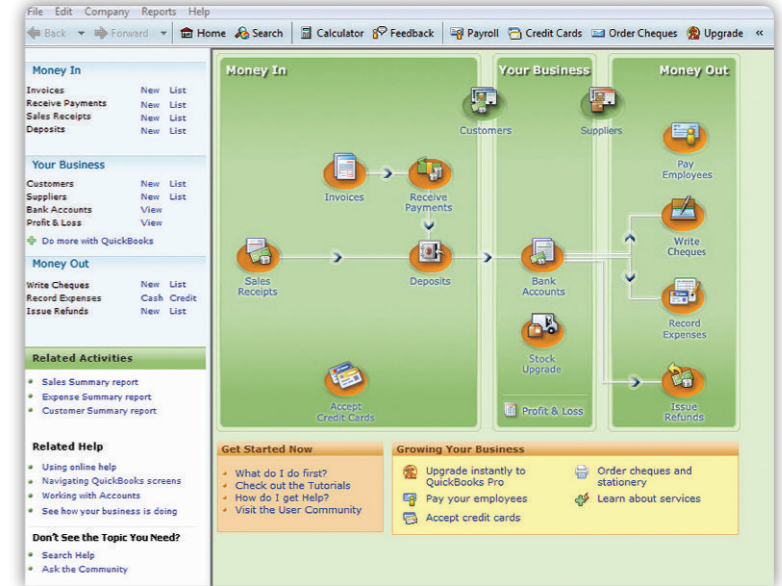 File Edit Company Reports Help
Back Forward Home Search Calculator Feedback Payroll Credit Cards Order Cheques Upgrade «
Money In
Invoices New List
Receive Payments New List
Sales Receipts New List
Deposits New List
Your Business
Customers New List
Suppliers New List
Bank Accounts View
Profit & Loss View
Do more with QuickBooks
Money Out
Write Cheques New List
Record Expenses Cash Credit
Issue Refunds New List
Related Activities
Sales Summary report
Expense Summary report
Customer Summary report
Related Help
Using online help
Navigating QuickBooks screens
Working with Accounts
See how your business is doing
Don't See the Topic You Need?
Search Help
Ask the Community
Money In
Your Business
Money Out
Customers
Suppliers
Pay
Employees
Invoices
Receive
Payments
Write
Cheques
Sales
Receipts
Deposits
Bank
Accounts
Record
Expenses
Stock
Upgrade
Accept
Credit Cards
Profit & Loss
Issue
Refunds
Get Started Now
What do I do first?
Check out the Tutorials
How do I get Help?
Visit the User Community
Growing Your Business
Upgrade instantly to
QuickBooks Pro
Pay your employees
Accept credit cards
Order cheques and
stationery
Learn about services